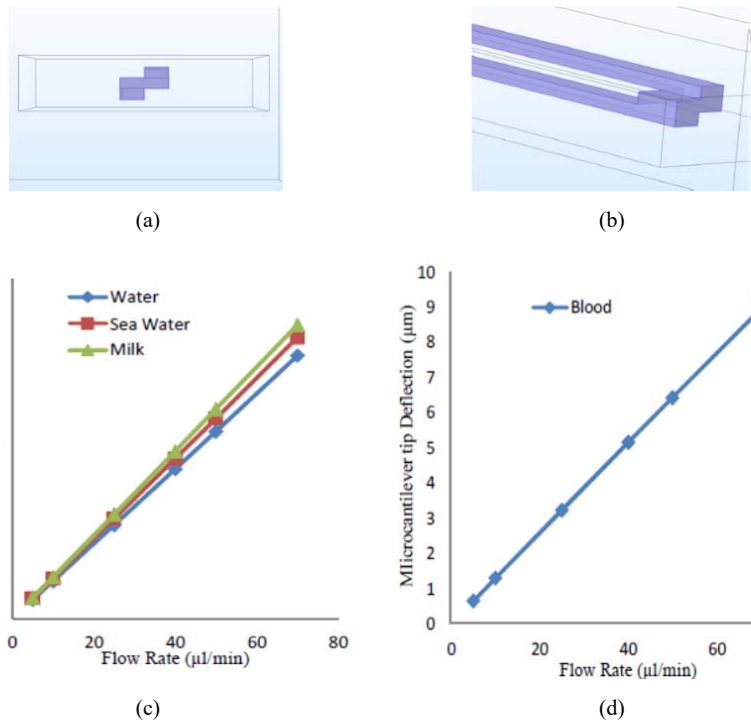 (a)
(b)
Water
Sea Water
Milk
0
20
40
60
80
Flow Rate (µl/min)
(c)
10
9
8
7
6
5
4
3
2
1
0
MIicrocantilever tip Deflection (µm)
Blood
0
20
40
60
Flow Rate (µl/min)
(d)